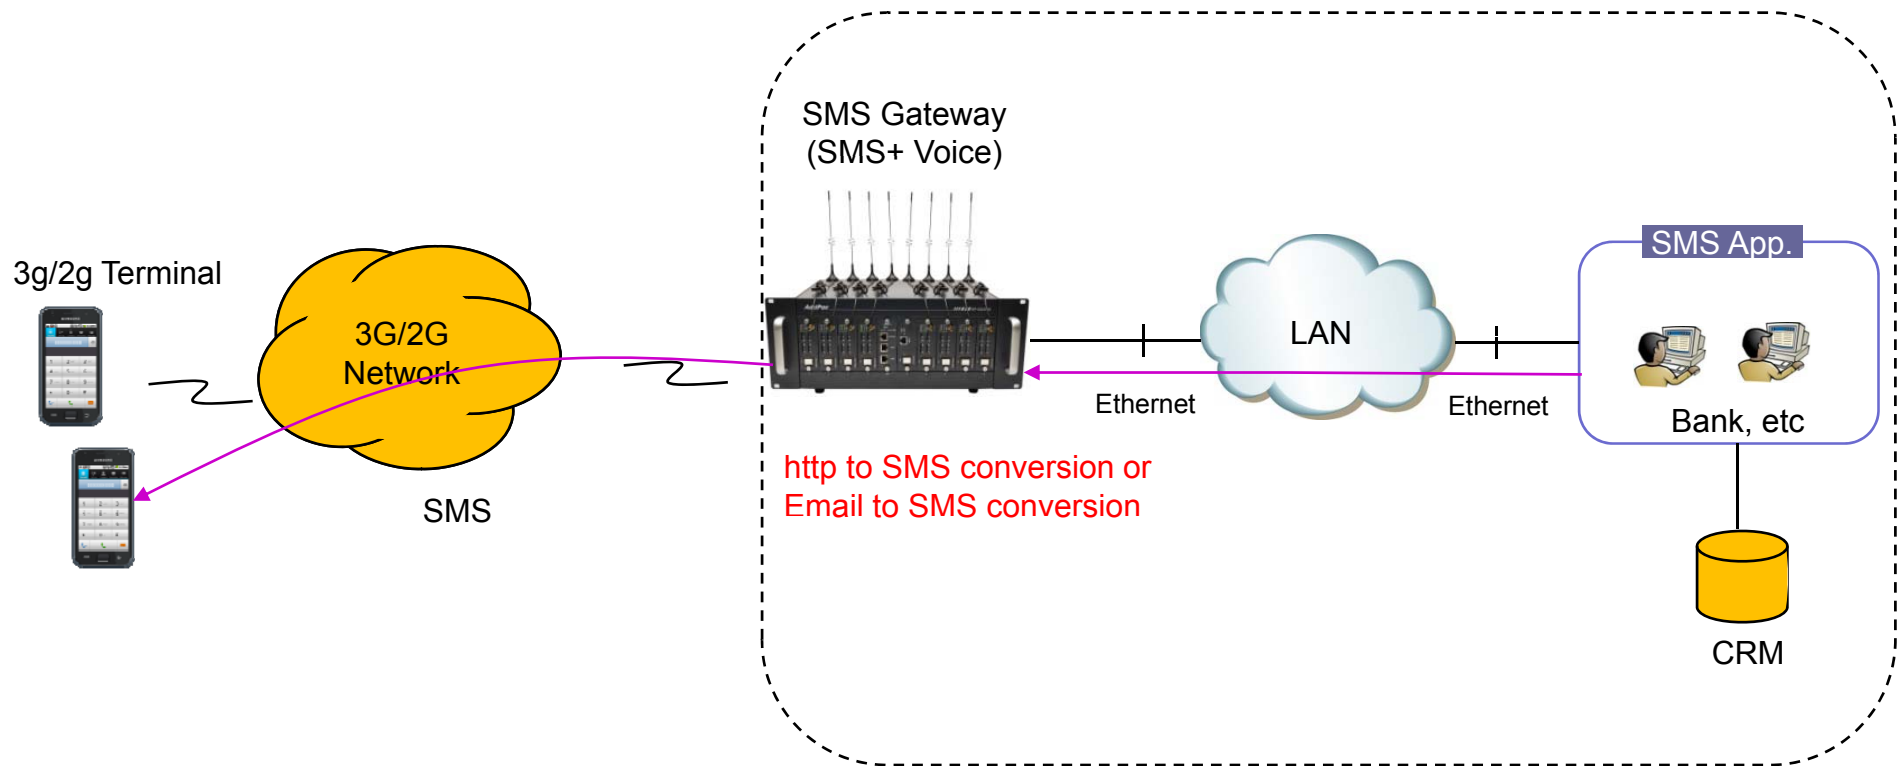 SMS Gateway
(SMS+ Voice)
SMS App.
3g/2g Terminal
3G/2G
Network
LAN
Ethernet
Ethernet
Bank, etc
http to SMS conversion or
Email to SMS conversion
SMS
CRM